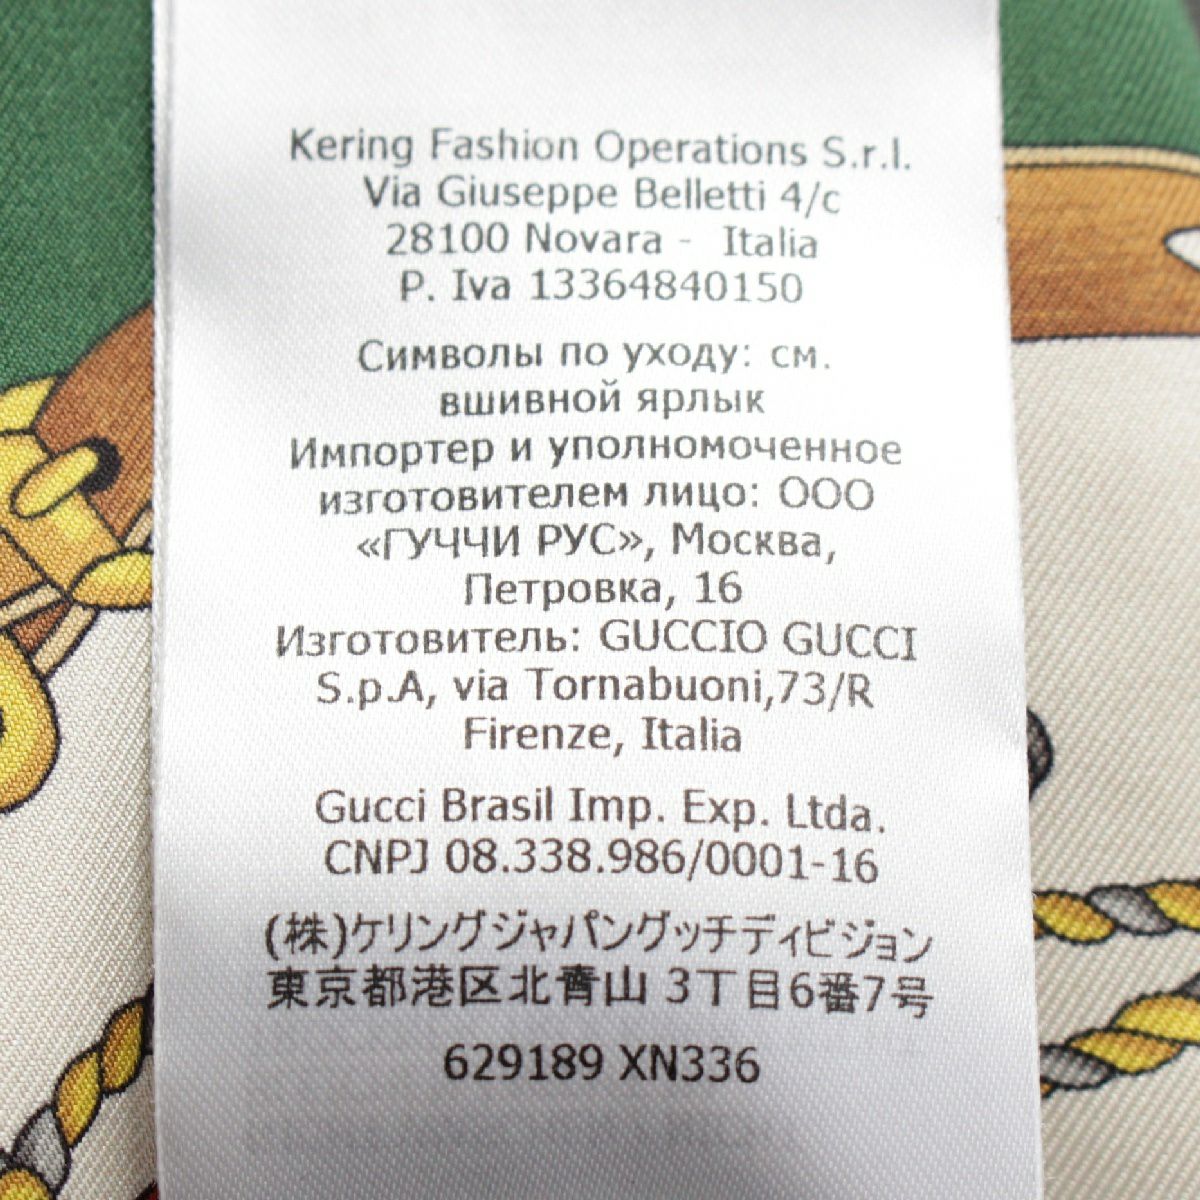 Kering Fashion Operations S.r.l.
Via Giuseppe Belletti 4/c
28100 Novara - Italia
P. Iva 13364840150
Символы по уходу: см.
вшивной ярлык
Импортер и уполномоченное
изготовителем лицо: ООО
«ГУЧЧИ РУС», Москва,
Петровка, 16
Изготовитель: GUCCIO GUCCI
S.p.A, via Tornabuoni,73/R
Firenze, Italia
Gucci Brasil Imp. Exp. Ltda.
CNPJ 08.338.986/0001-16
(株)ケリングジャパングッチディビジョン
東京都港区北青山 3丁目6番7号
629189 XN336